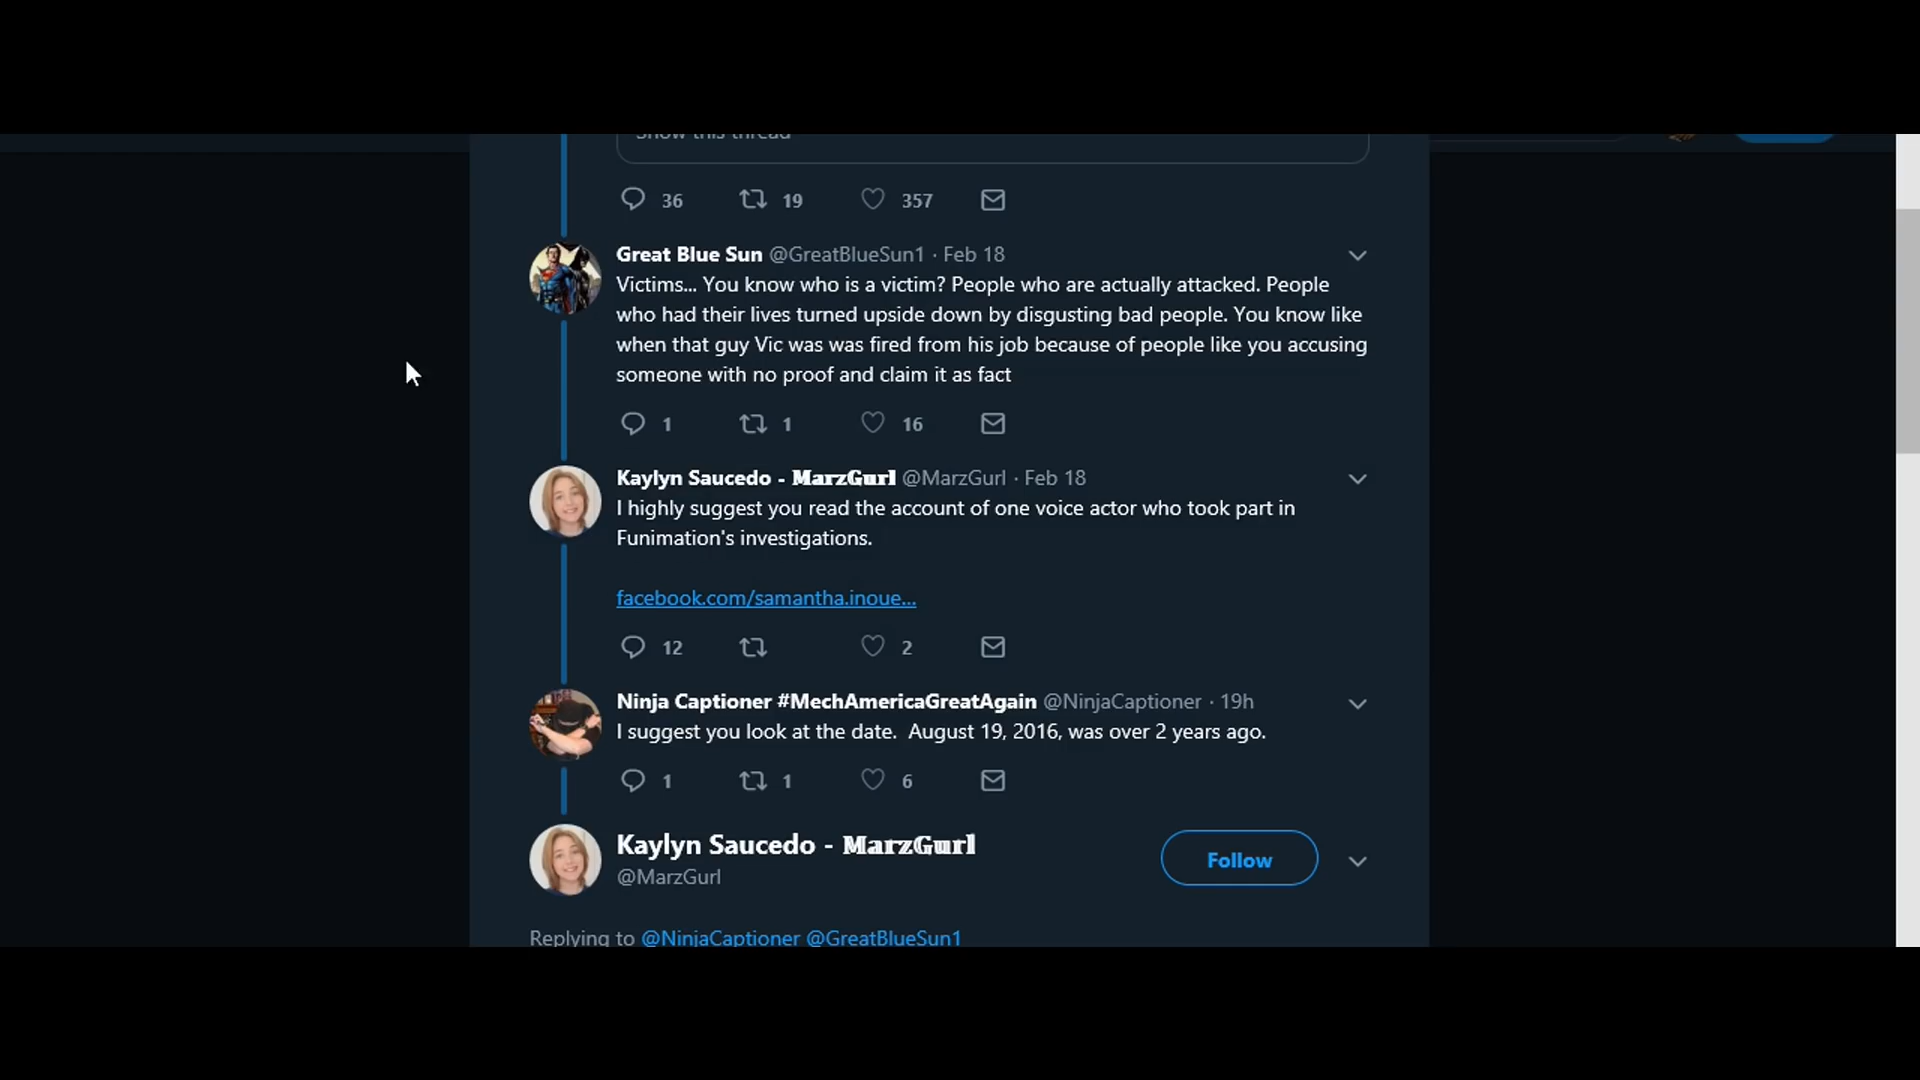 Show this thread
36 19 357
Great Blue Sun @GreatBlueSun1 · Feb 18
Victims... You know who is a victim? People who are actually attacked. People
who had their lives turned upside down by disgusting bad people. You know like
when that guy Vic was was fired from his job because of people like you accusing
someone with no proof and claim it as fact
1 1 16
Kaylyn Saucedo - MarzGurl @MarzGurl · Feb 18
I highly suggest you read the account of one voice actor who took part in
Funimation's investigations.
facebook.com/samantha.inoue...
12 2
Ninja Captioner #MechAmericaGreatAgain @NinjaCaptioner · 19h
I suggest you look at the date.  August 19, 2016, was over 2 years ago.
1 1 6
Kaylyn Saucedo - MarzGurl
@MarzGurl
Follow
Replying to @NinjaCaptioner @GreatBlueSun1